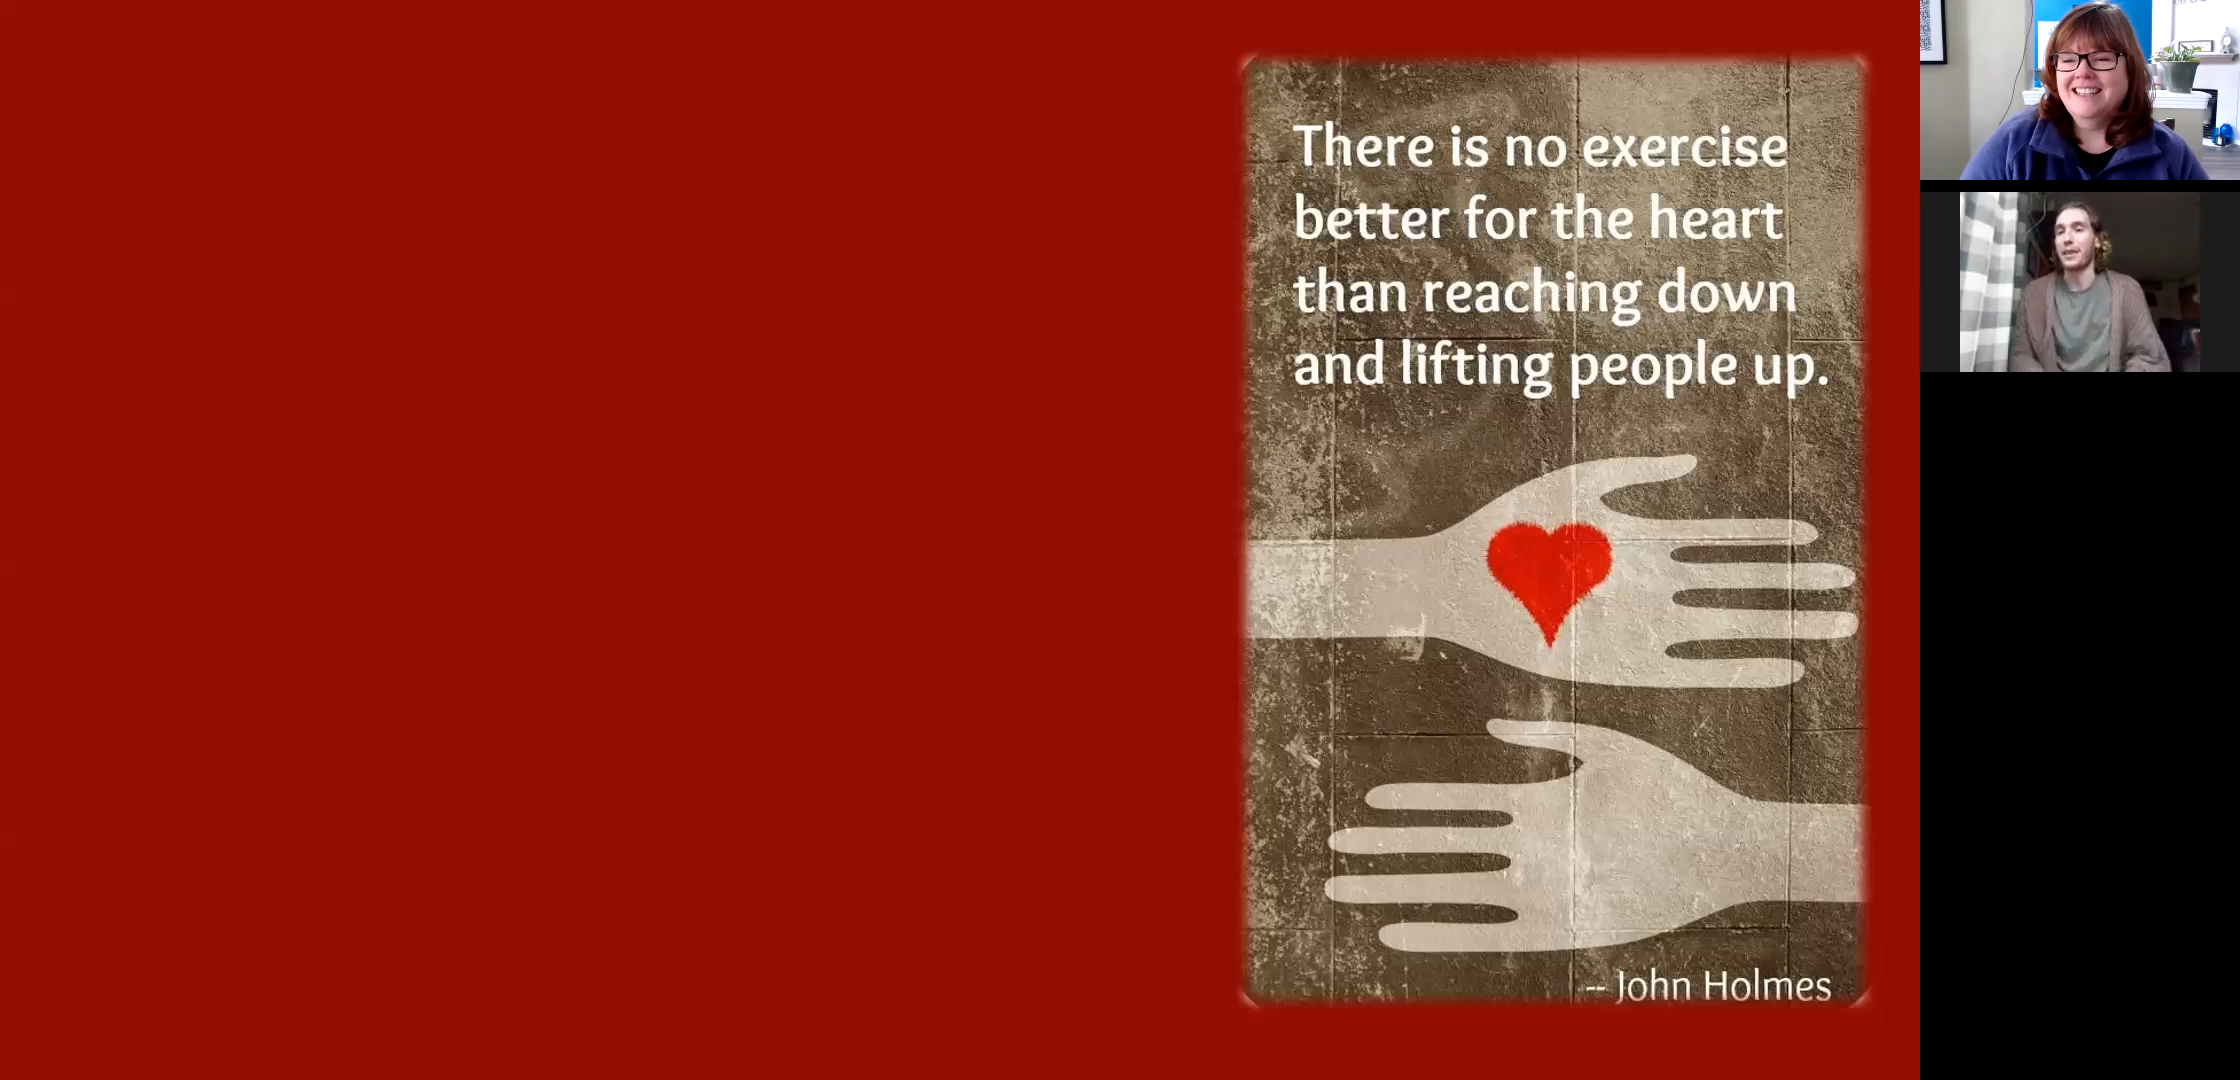 There is no exercise
better for the heart
than reaching down
and lifting people up.
-- John Holmes